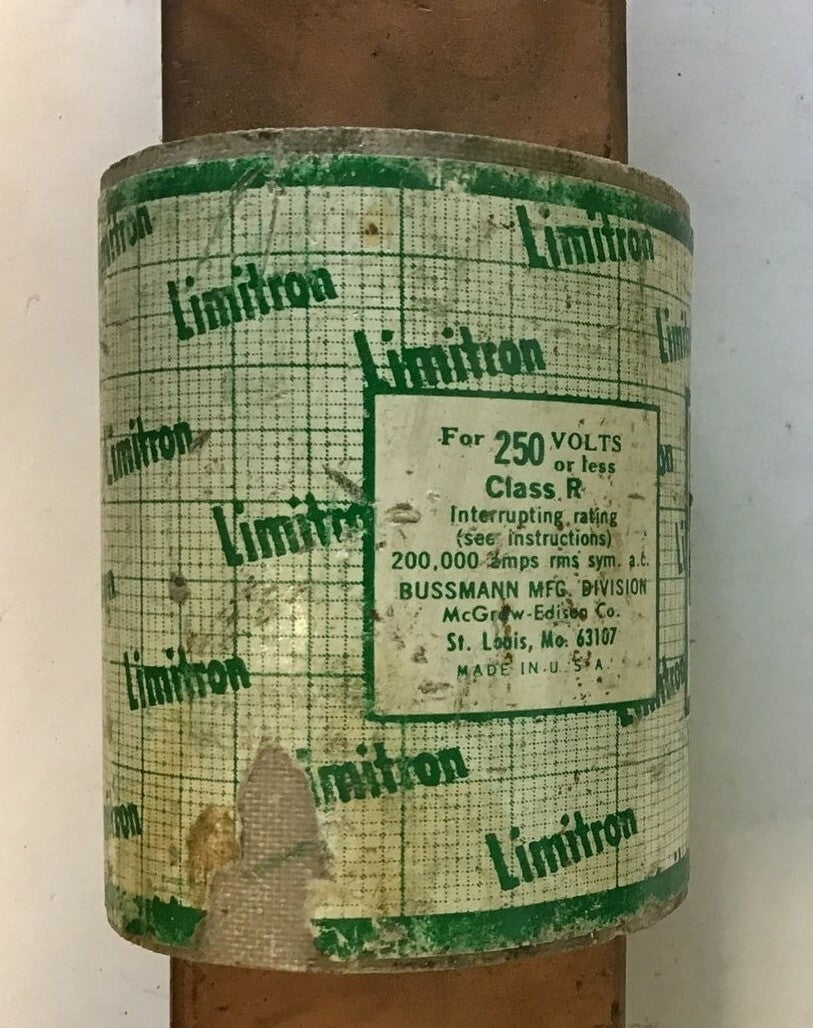 Limitron
Limitron
Limitron
Limitron
Limitron
For 250 VOLTS
or less
Class R
Interrupting rating
(see instructions)
200,000 amps rms sym. a.c.
BUSSMANN MFG. DIVISION
McGraw-Edison Co.
St. Louis, Mo. 63107
MADE IN U.S.A.
Limitron
Limitron
Limitron
Limitron